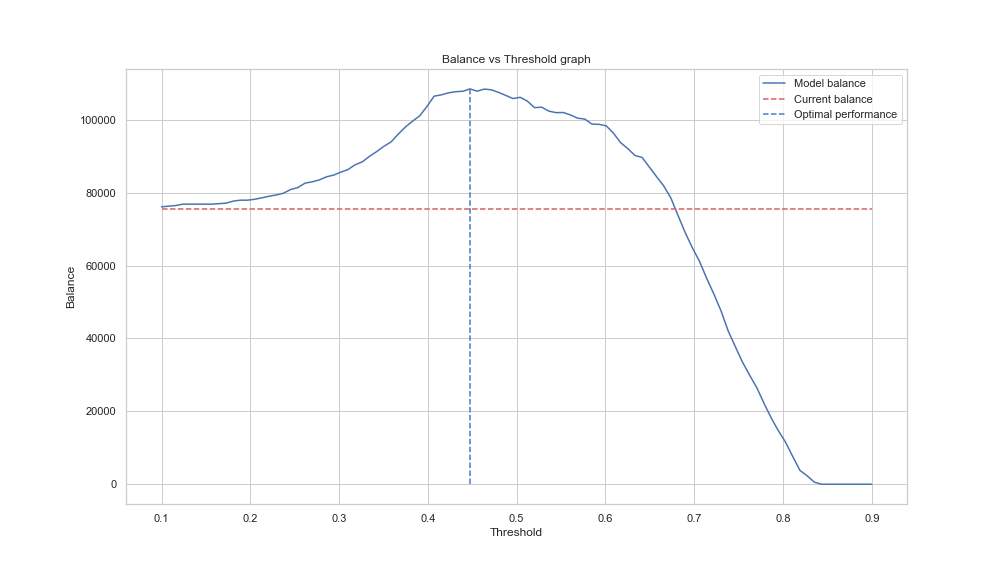 Balance vs Threshold graph
Model balance
Current balance
Optimal performance
100000
80000
60000
40000
20000
0
Balance
0.1 0.2 0.3 0.4 0.5 0.6 0.7 0.8 0.9
Threshold